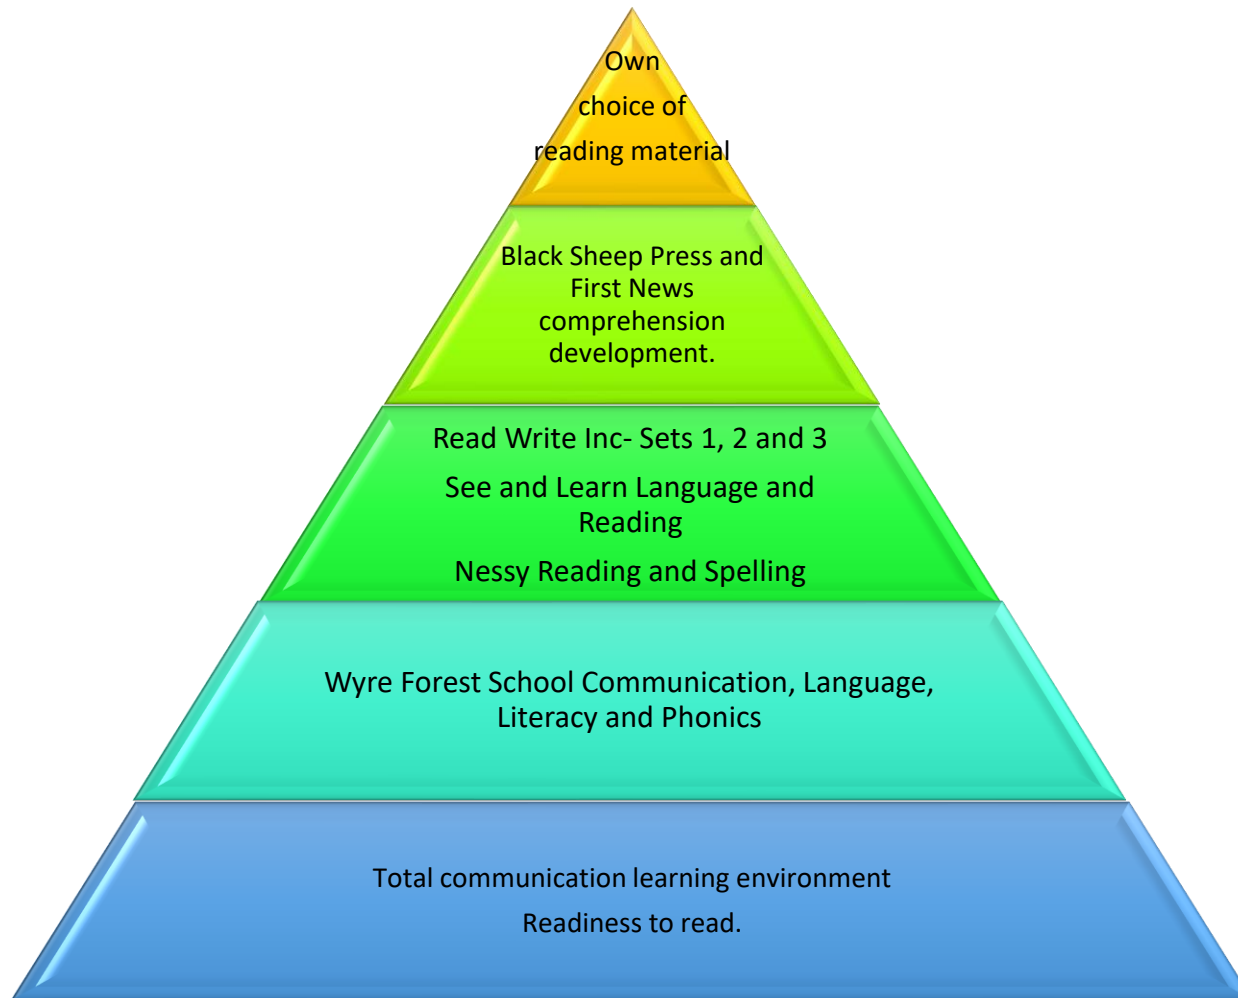 Own
choice of
reading material
Black Sheep Press and
First News
comprehension
development.
Read Write Inc- Sets 1, 2 and 3
See and Learn Language and
Reading
Nessy Reading and Spelling
Wyre Forest School Communication, Language,
Literacy and Phonics
Total communication learning environment
Readiness to read.